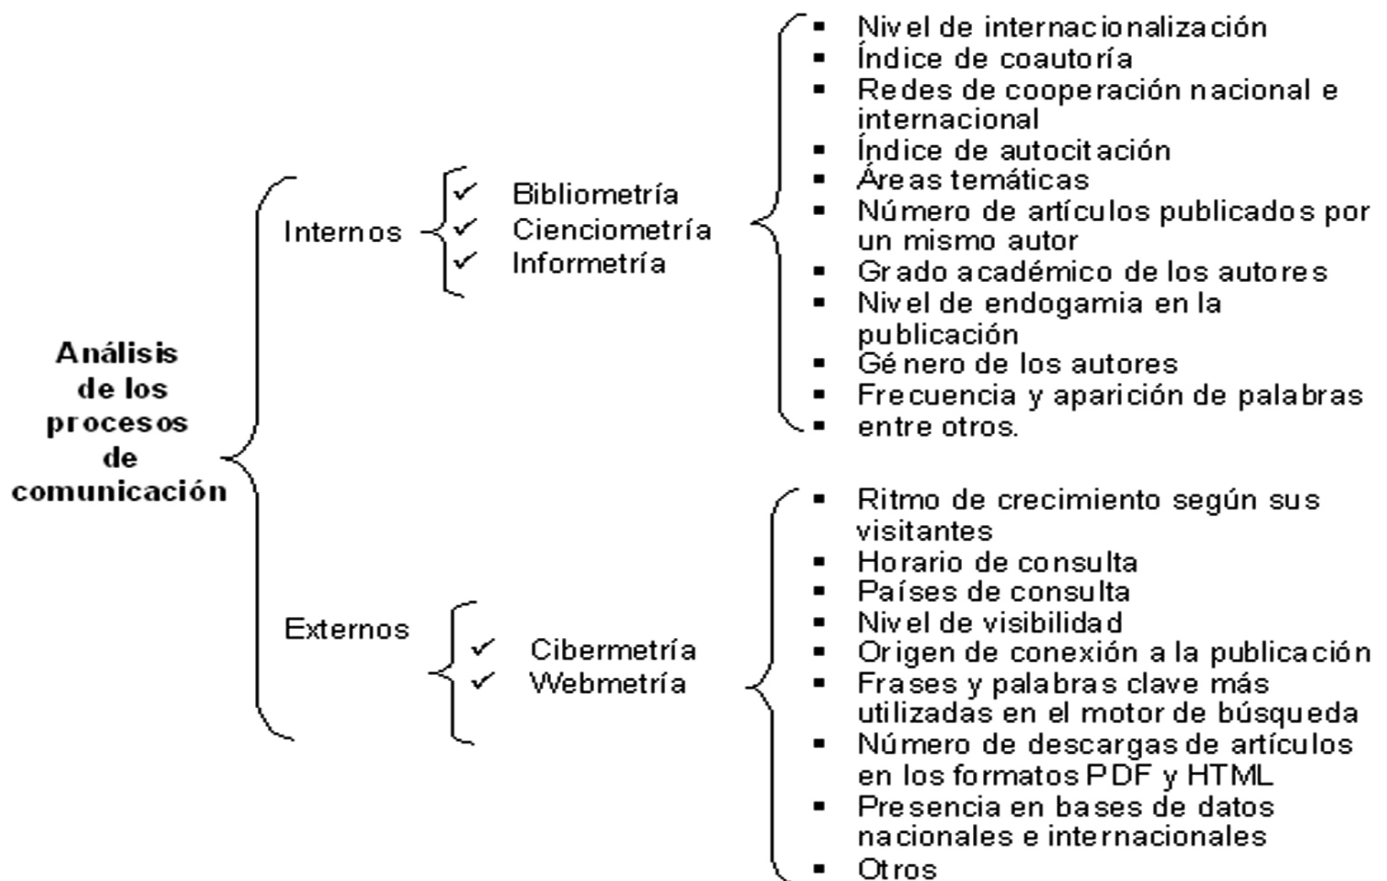 Análisis
de los
procesos
de
comunicación
Internos
✓ Bibliometría
✓ Cienciometría
✓ Informetría
▪ Nivel de internacionalización
▪ Índice de coautoría
▪ Redes de cooperación nacional e
internacional
▪ Índice de autocitación
▪ Áreas temáticas
▪ Número de artículos publicados por
un mismo autor
▪ Grado académico de los autores
▪ Nivel de endogamia en la
publicación
▪ Género de los autores
▪ Frecuencia y aparición de palabras
▪ entre otros.
Externos
✓ Cibermetría
✓ Webmetría
▪ Ritmo de crecimiento según sus
visitantes
▪ Horario de consulta
▪ Países de consulta
▪ Nivel de visibilidad
▪ Origen de conexión a la publicación
▪ Frases y palabras clave más
utilizadas en el motor de búsqueda
▪ Número de descargas de artículos
en los formatos PDF y HTML
▪ Presencia en bases de datos
nacionales e internacionales
▪ Otros